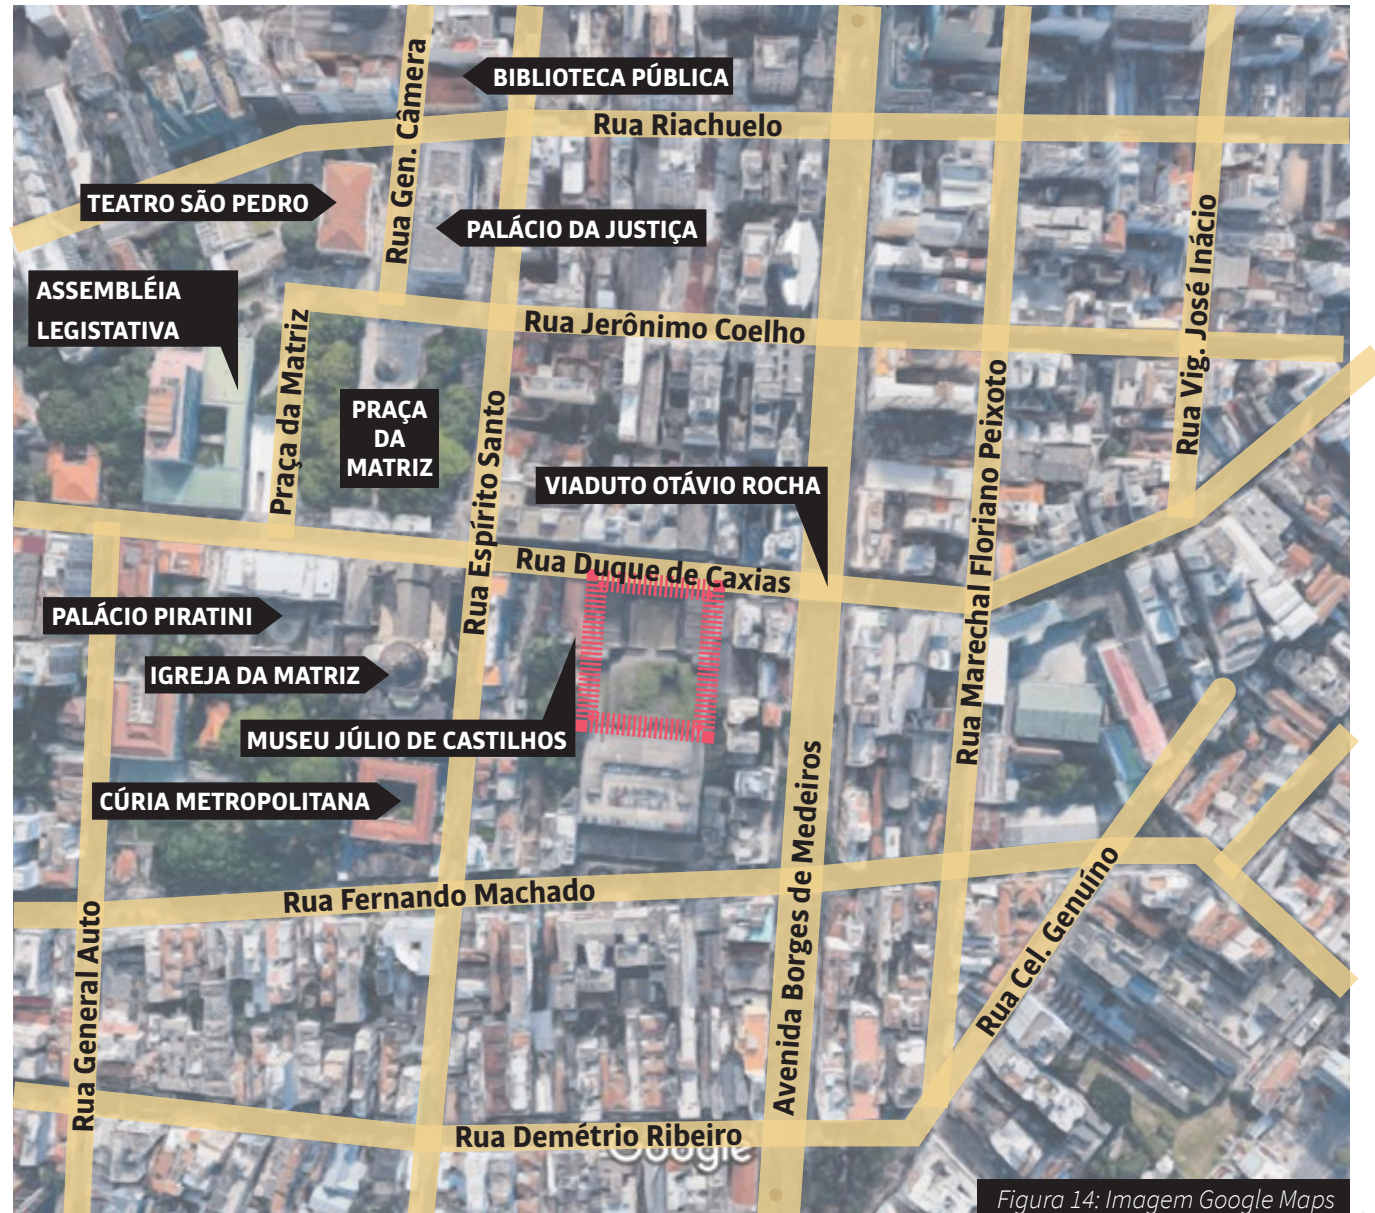 BIBLIOTECA PÚBLICA
Rua Riachuelo
Rua Gen. Câmera
TEATRO SÃO PEDRO
PALÁCIO DA JUSTIÇA
Rua Vig. José Inácio
ASSEMBLÉIA
LEGISTATIVA
Rua Jerônimo Coelho
Praça da Matriz
PRAÇA
DA
MATRIZ
Rua Espírito Santo
Rua Marechal Floriano Peixoto
VIADUTO OTÁVIO ROCHA
Rua Duque de Caxias
PALÁCIO PIRATINI
IGREJA DA MATRIZ
MUSEU JÚLIO DE CASTILHOS
CÚRIA METROPOLITANA
Avenida Borges de Medeiros
Rua Fernando Machado
Rua Cel. Genuíno
Rua General Auto
Rua Demétrio Ribeiro
Google
Figura 14: Imagem Google Maps